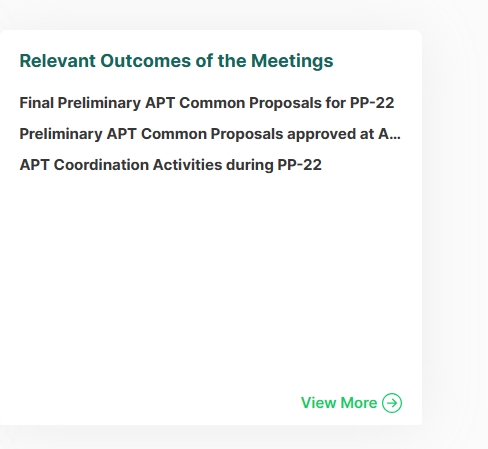 Relevant Outcomes of the Meetings
Final Preliminary APT Common Proposals for PP-22
Preliminary APT Common Proposals approved at A...
APT Coordination Activities during PP-22
View More